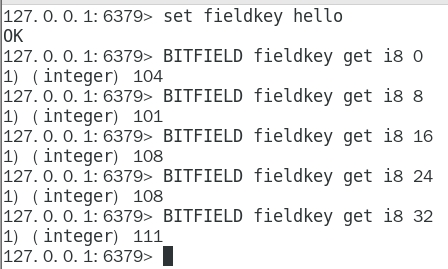 127.0.0.1:6379> set fieldkey hello
OK
127.0.0.1:6379> BITFIELD fieldkey get i8 0
1) (integer) 104
127.0.0.1:6379> BITFIELD fieldkey get i8 8
1) (integer) 101
127.0.0.1:6379> BITFIELD fieldkey get i8 16
1) (integer) 108
127.0.0.1:6379> BITFIELD fieldkey get i8 24
1) (integer) 108
127.0.0.1:6379> BITFIELD fieldkey get i8 32
1) (integer) 111
127.0.0.1:6379>